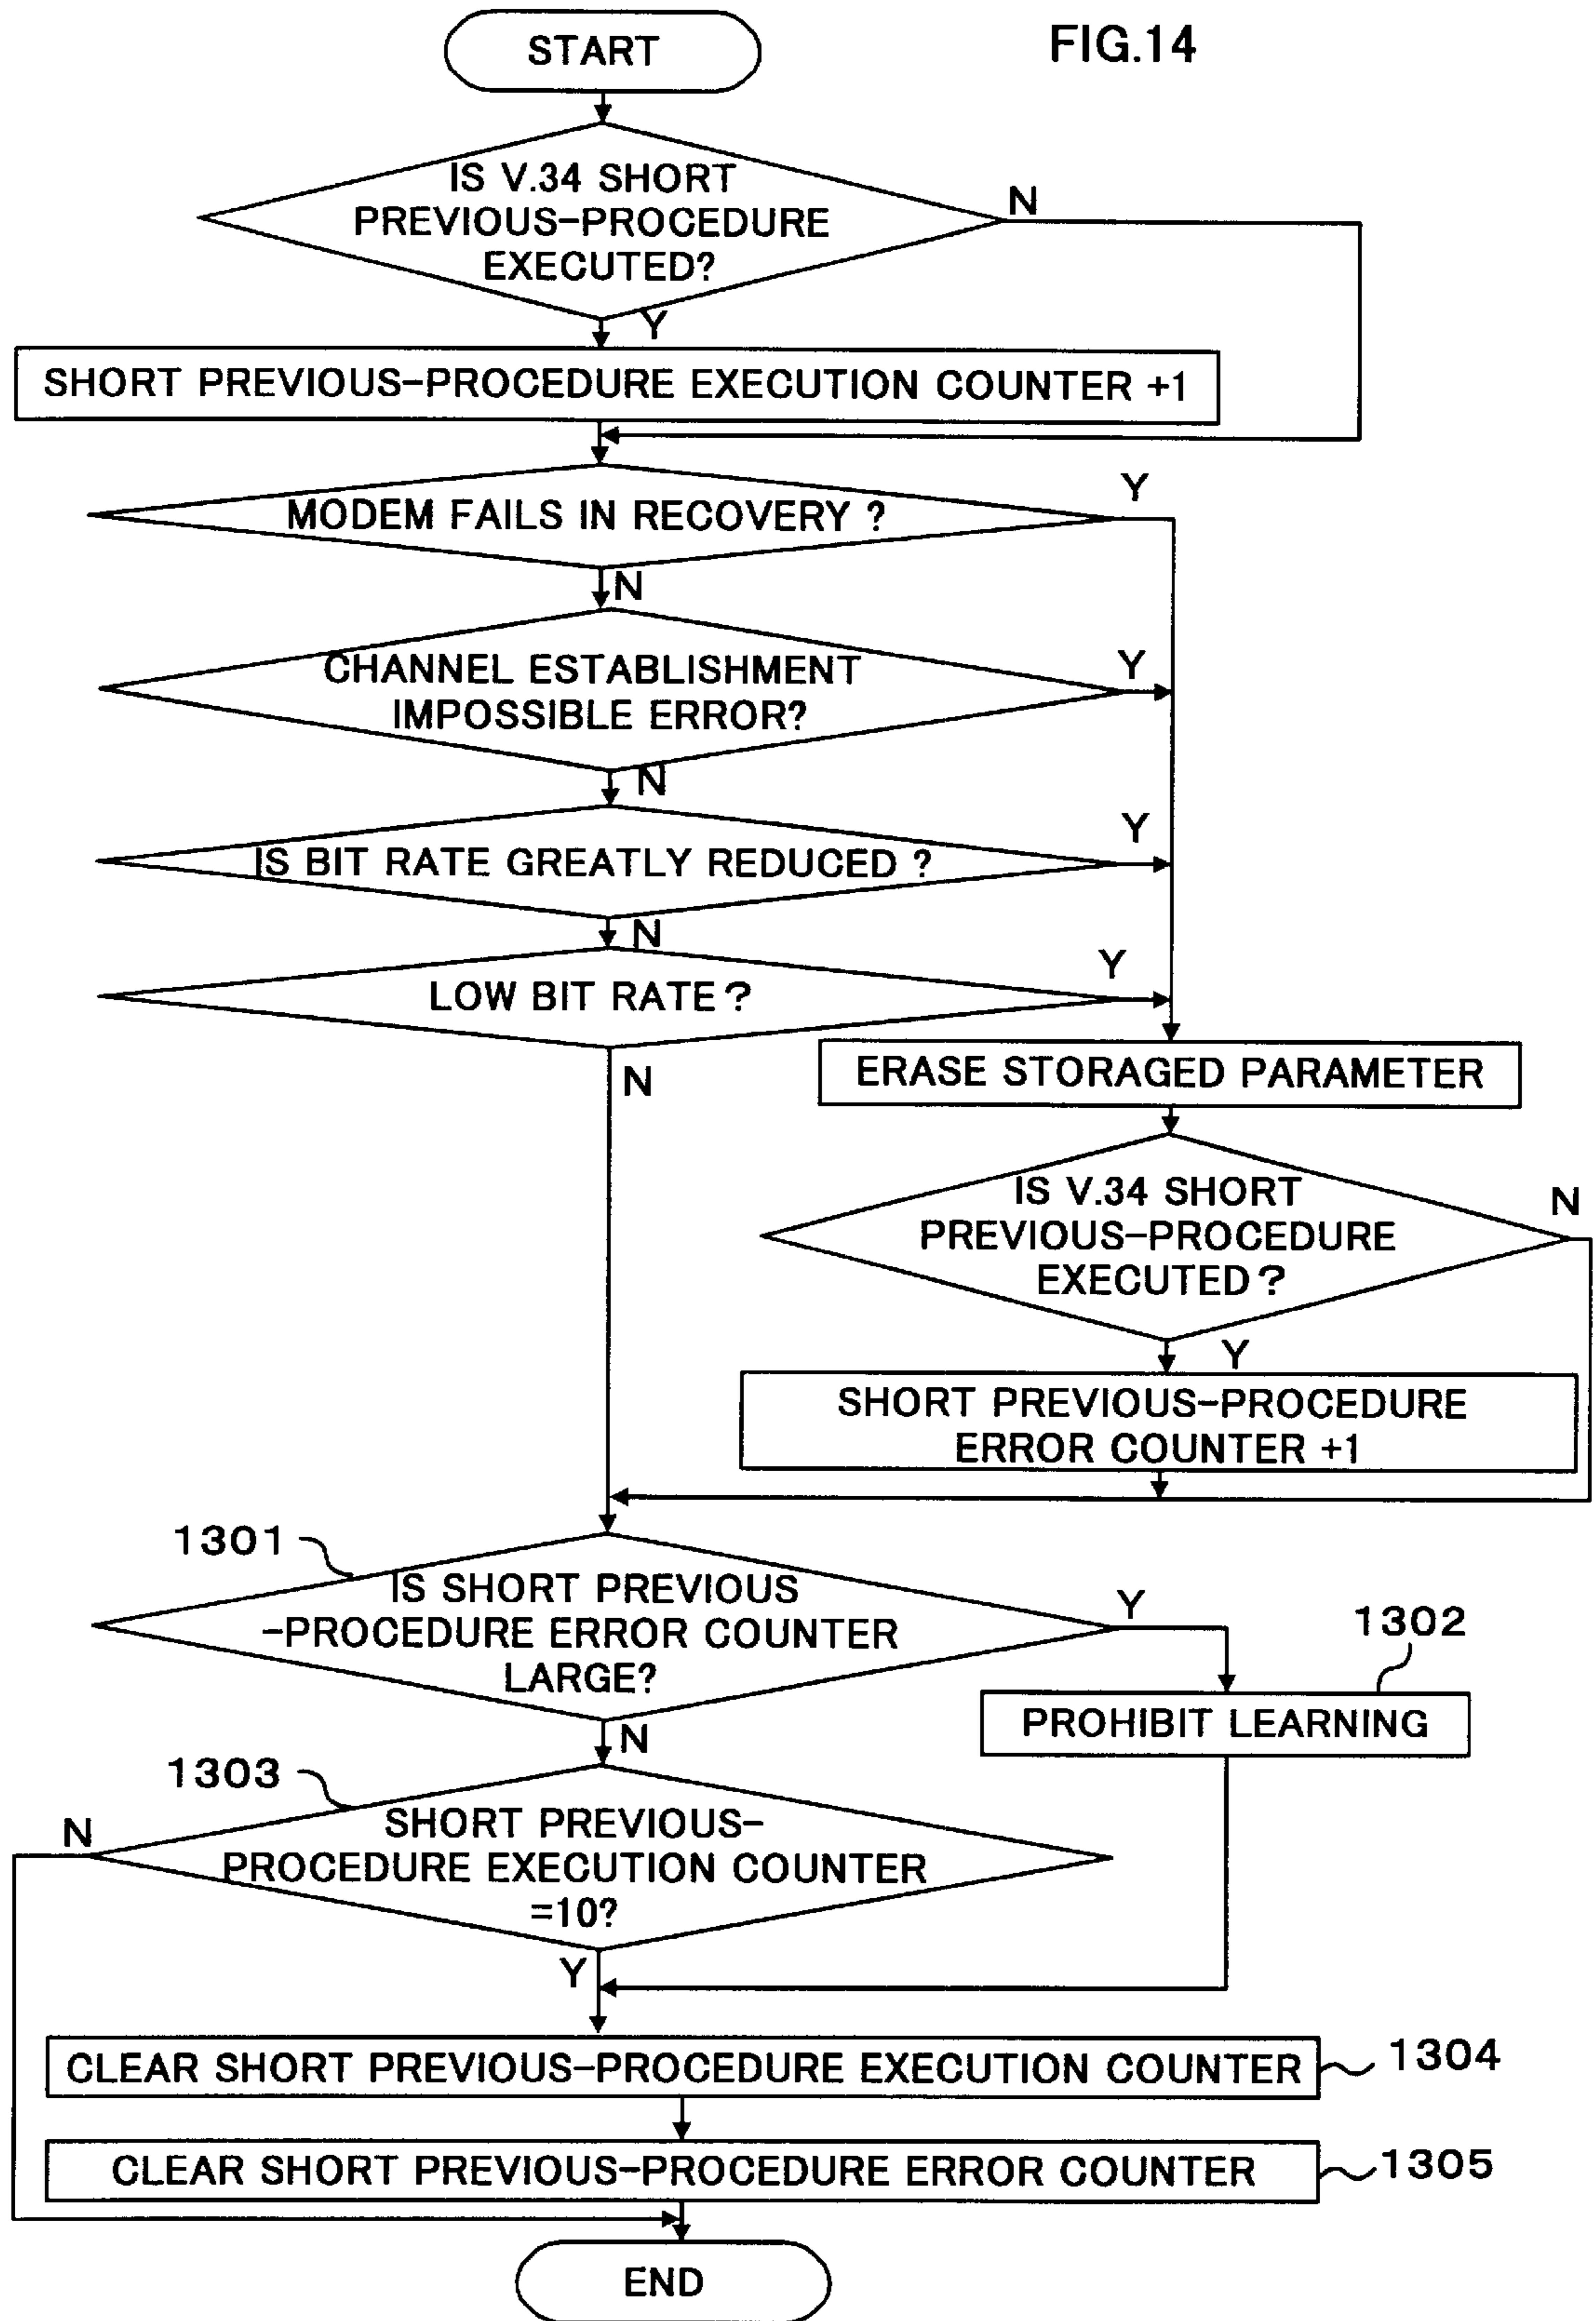 START
FIG.14
IS V.34 SHORT
PREVIOUS-PROCEDURE
EXECUTED?
N
Y
SHORT PREVIOUS-PROCEDURE EXECUTION COUNTER +1
MODEM FAILS IN RECOVERY ?
Y
N
CHANNEL ESTABLISHMENT
IMPOSSIBLE ERROR?
Y
N
IS BIT RATE GREATLY REDUCED ?
Y
N
LOW BIT RATE ?
Y
N
ERASE STORAGED PARAMETER
IS V.34 SHORT
PREVIOUS-PROCEDURE
EXECUTED ?
N
Y
SHORT PREVIOUS-PROCEDURE
ERROR COUNTER +1
1301
IS SHORT PREVIOUS
-PROCEDURE ERROR COUNTER
LARGE?
Y
1302
PROHIBIT LEARNING
N
1303
SHORT PREVIOUS-
PROCEDURE EXECUTION COUNTER
=10?
N
Y
CLEAR SHORT PREVIOUS-PROCEDURE EXECUTION COUNTER
1304
CLEAR SHORT PREVIOUS-PROCEDURE ERROR COUNTER
1305
END